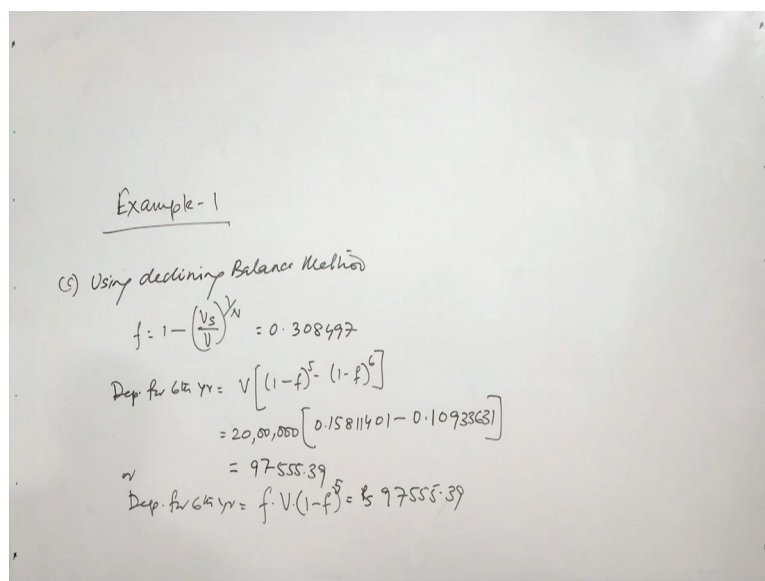 Example-1
(c) Using declining Balance Method
f = 1 - (Vs/V)^1/N = 0.308497
Dep. for 6th yr = V[(1-f)^5 - (1-f)^6]
= 20,00,000 [0.15811401 - 0.10933631]
= 97555.39
or
Dep. for 6th yr = f.V.(1-f)^5 = Rs 97555.39